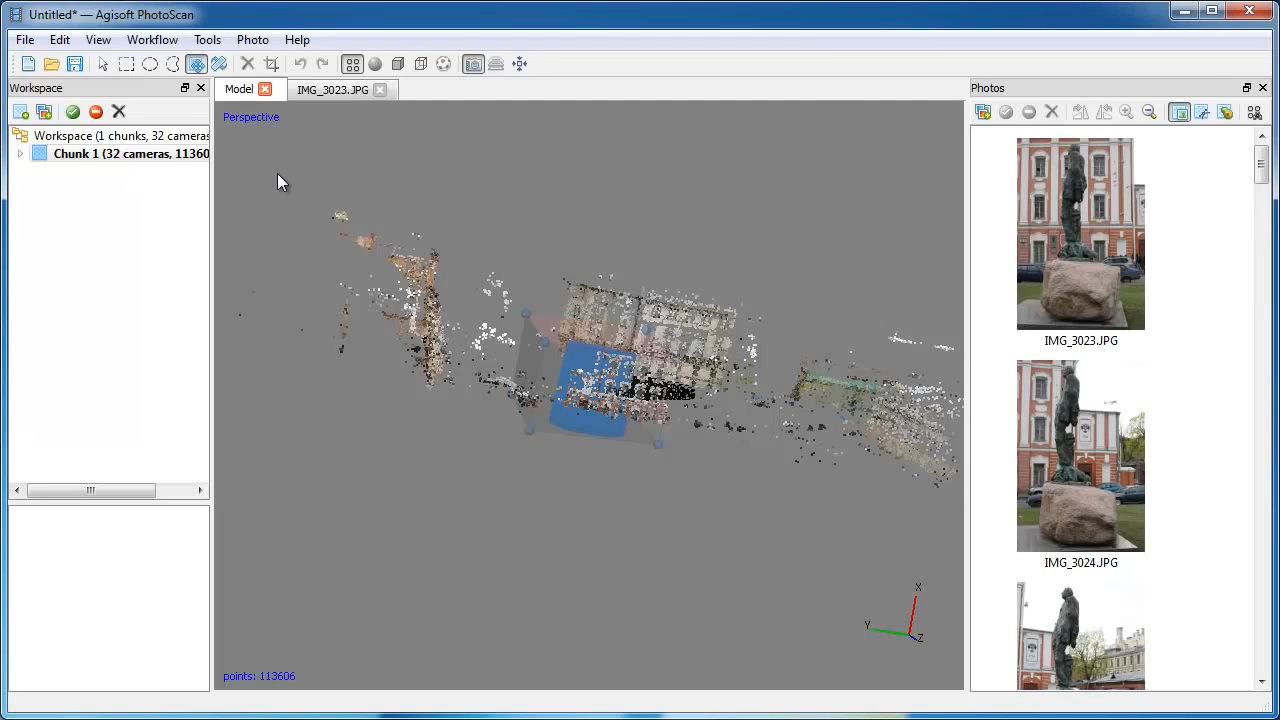 Untitled* — Agisoft PhotoScan
File Edit View Workflow Tools Photo Help
Workspace
Model
IMG_3023.JPG
Photos
Perspective
Workspace (1 chunks, 32 cameras
Chunk 1 (32 cameras, 11360
IMG_3023.JPG
IMG_3024.JPG
X
Y
Z
points: 113606